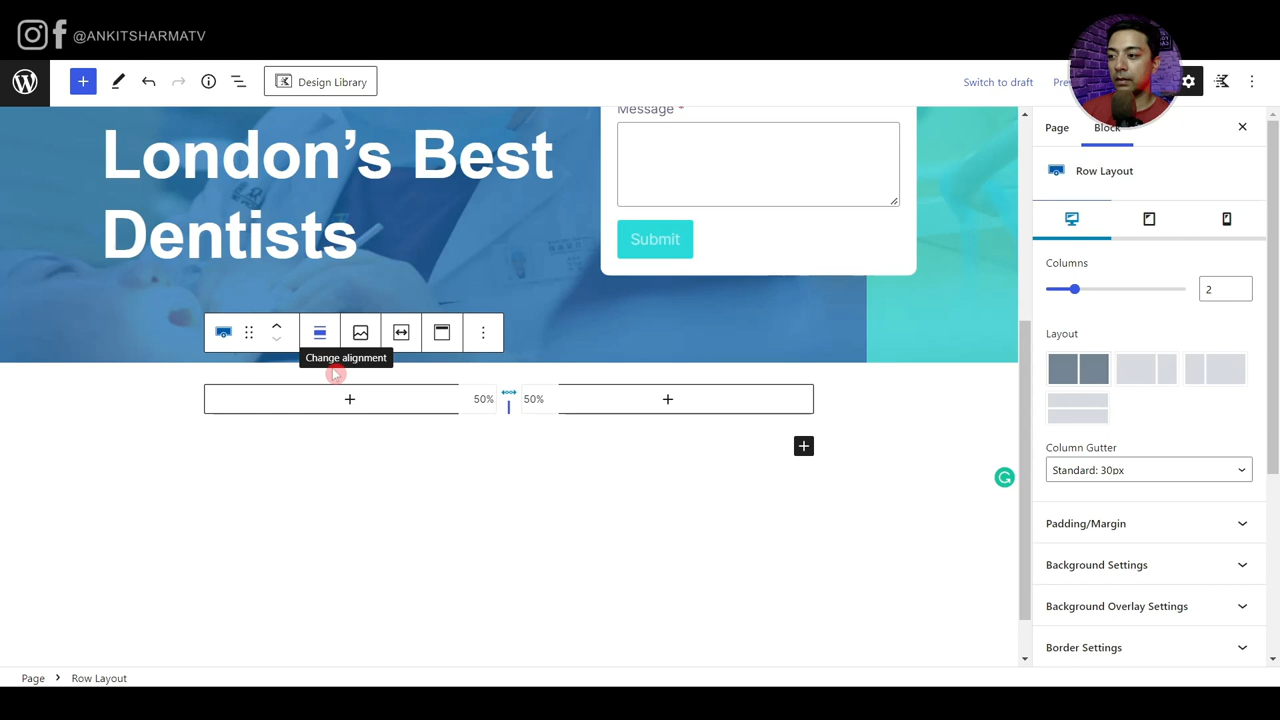 @ANKITSHARMATV
Design Library
Switch to draft
London’s Best
Dentists
Message *
Submit
Change alignment
50%
50%
Page
Block
Row Layout
Columns
2
Layout
Column Gutter
Standard: 30px
Padding/Margin
Background Settings
Background Overlay Settings
Border Settings
Page
Row Layout